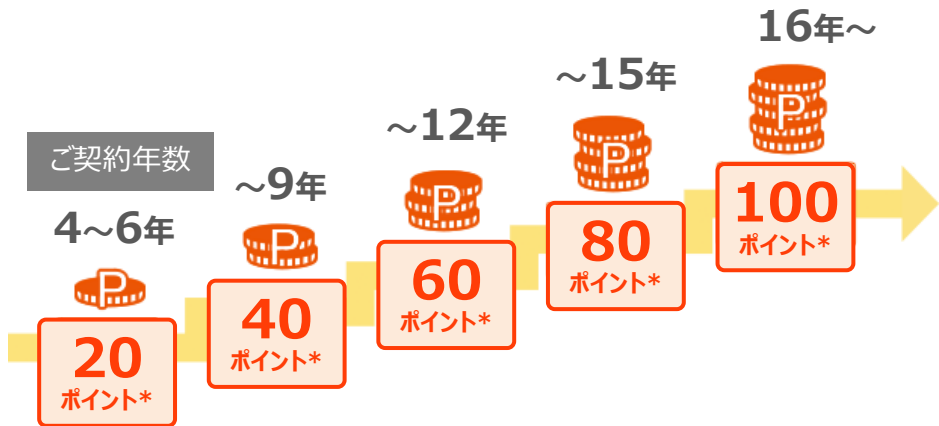 ご契約年数
4～6年
20
ポイント*
～9年
40
ポイント*
～12年
60
ポイント*
～15年
80
ポイント*
16年～
100
ポイント*
P
P
P
P
P